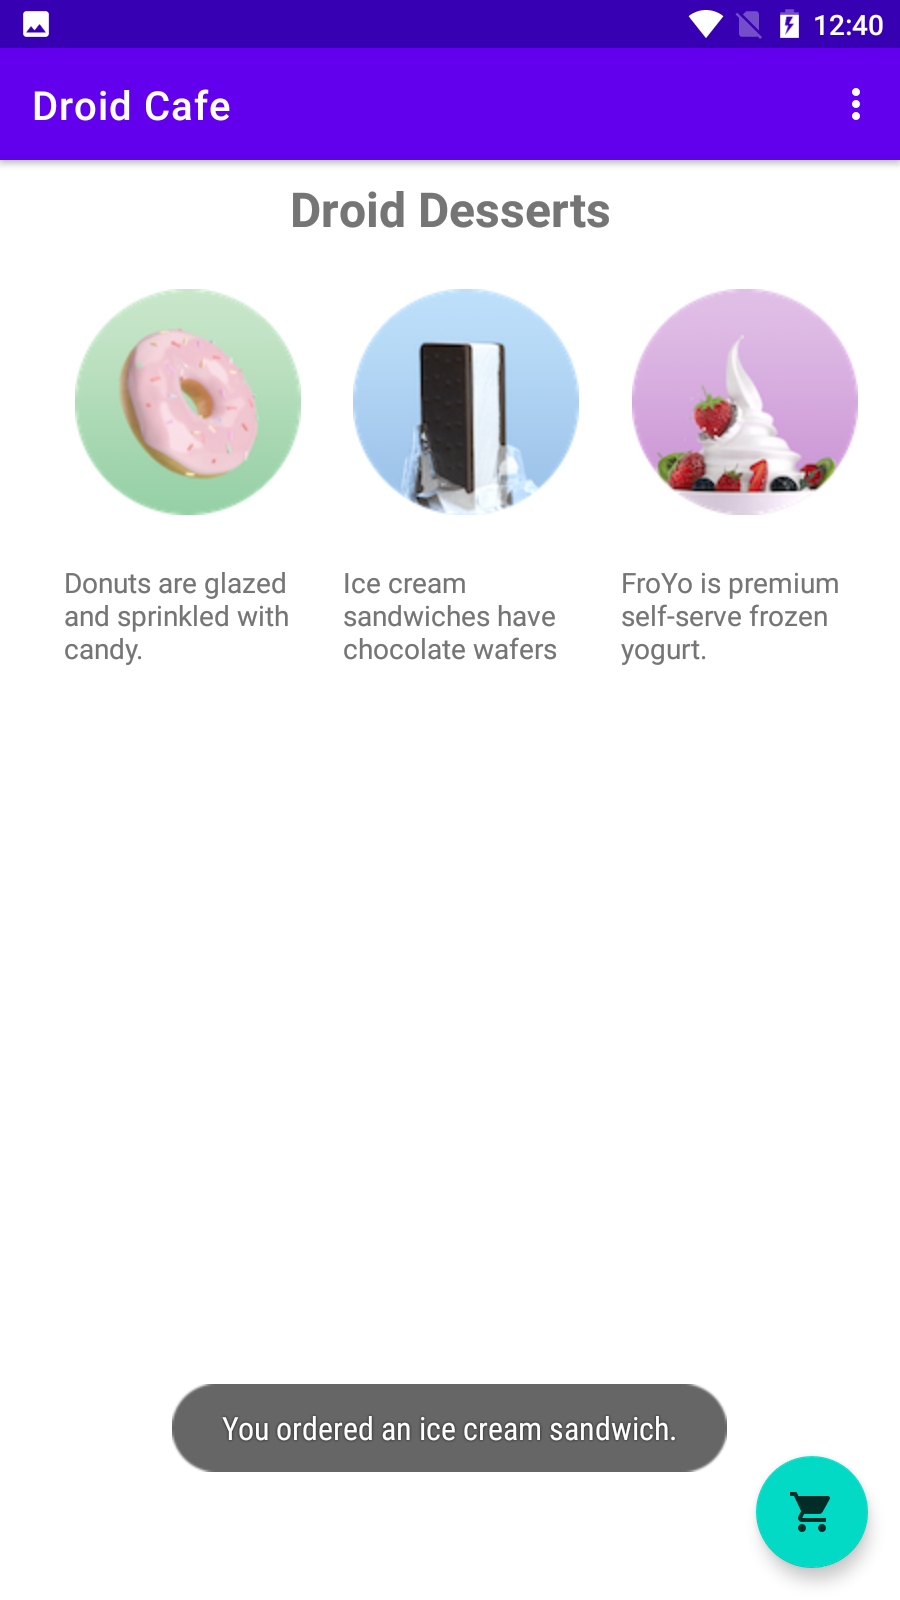 12:40
Droid Cafe
Droid Desserts
Donuts are glazed
and sprinkled with
candy.
Ice cream
sandwiches have
chocolate wafers
FroYo is premium
self-serve frozen
yogurt.
You ordered an ice cream sandwich.